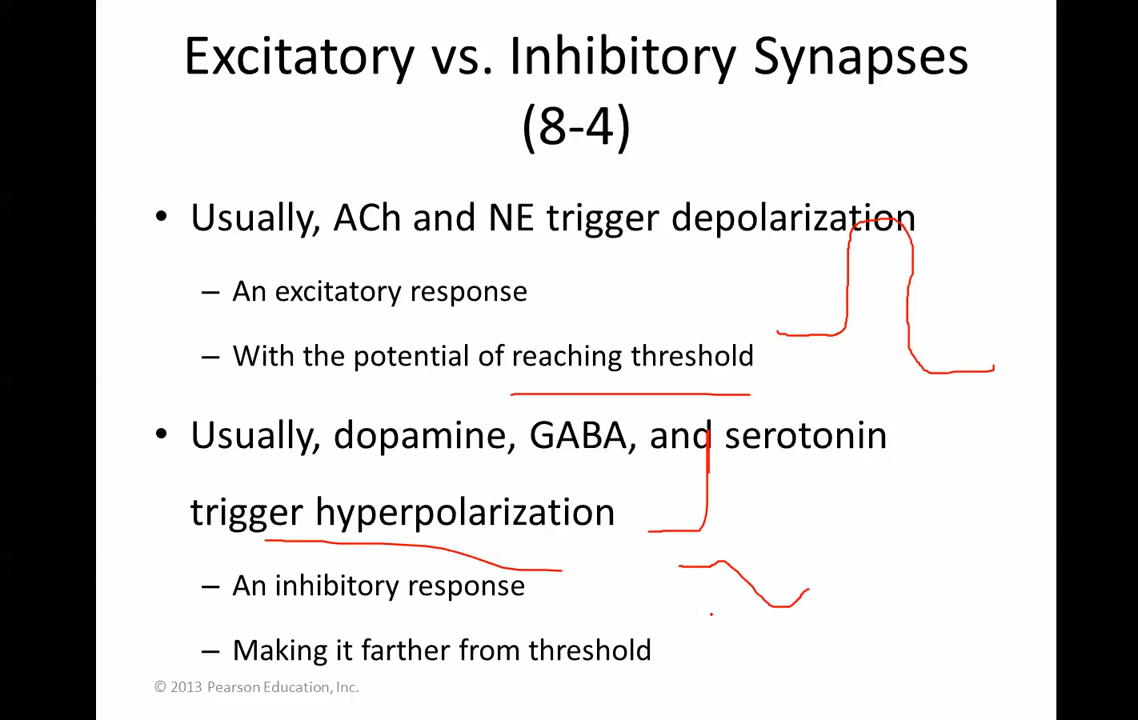 Excitatory vs. Inhibitory Synapses
(8-4)
• Usually, ACh and NE trigger depolarization
– An excitatory response
– With the potential of reaching threshold
• Usually, dopamine, GABA, and serotonin
trigger hyperpolarization
– An inhibitory response
– Making it farther from threshold
© 2013 Pearson Education, Inc.